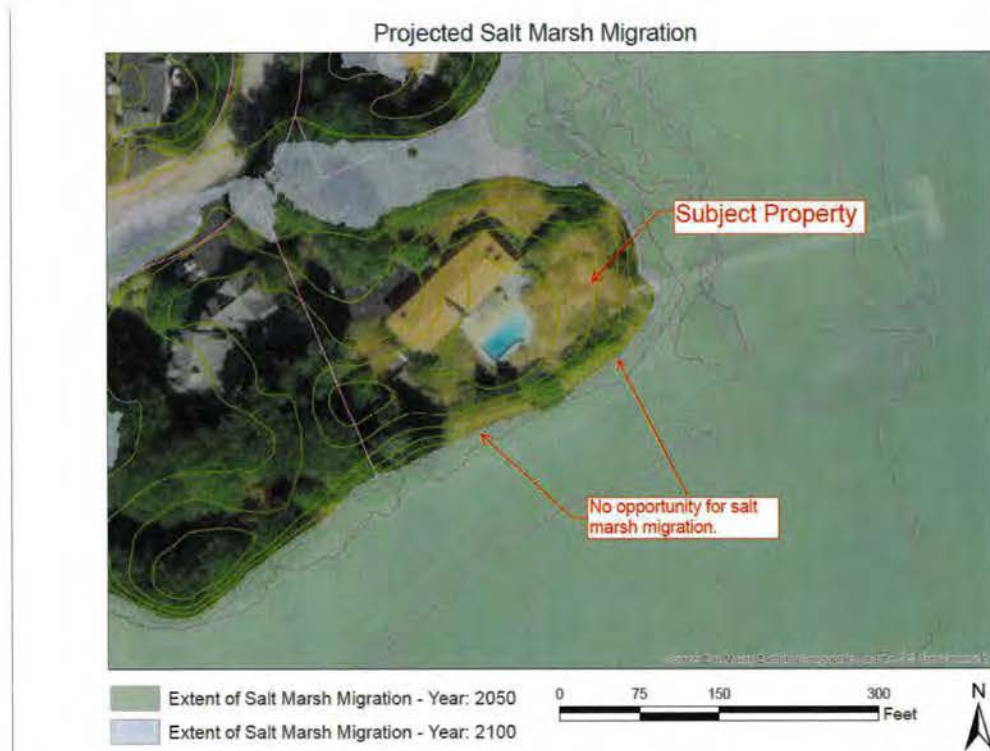 Projected Salt Marsh Migration
Subject Property
No opportunity for salt
marsh migration.
Extent of Salt Marsh Migration - Year: 2050
Extent of Salt Marsh Migration - Year: 2100
0 75 150 300
Feet
N